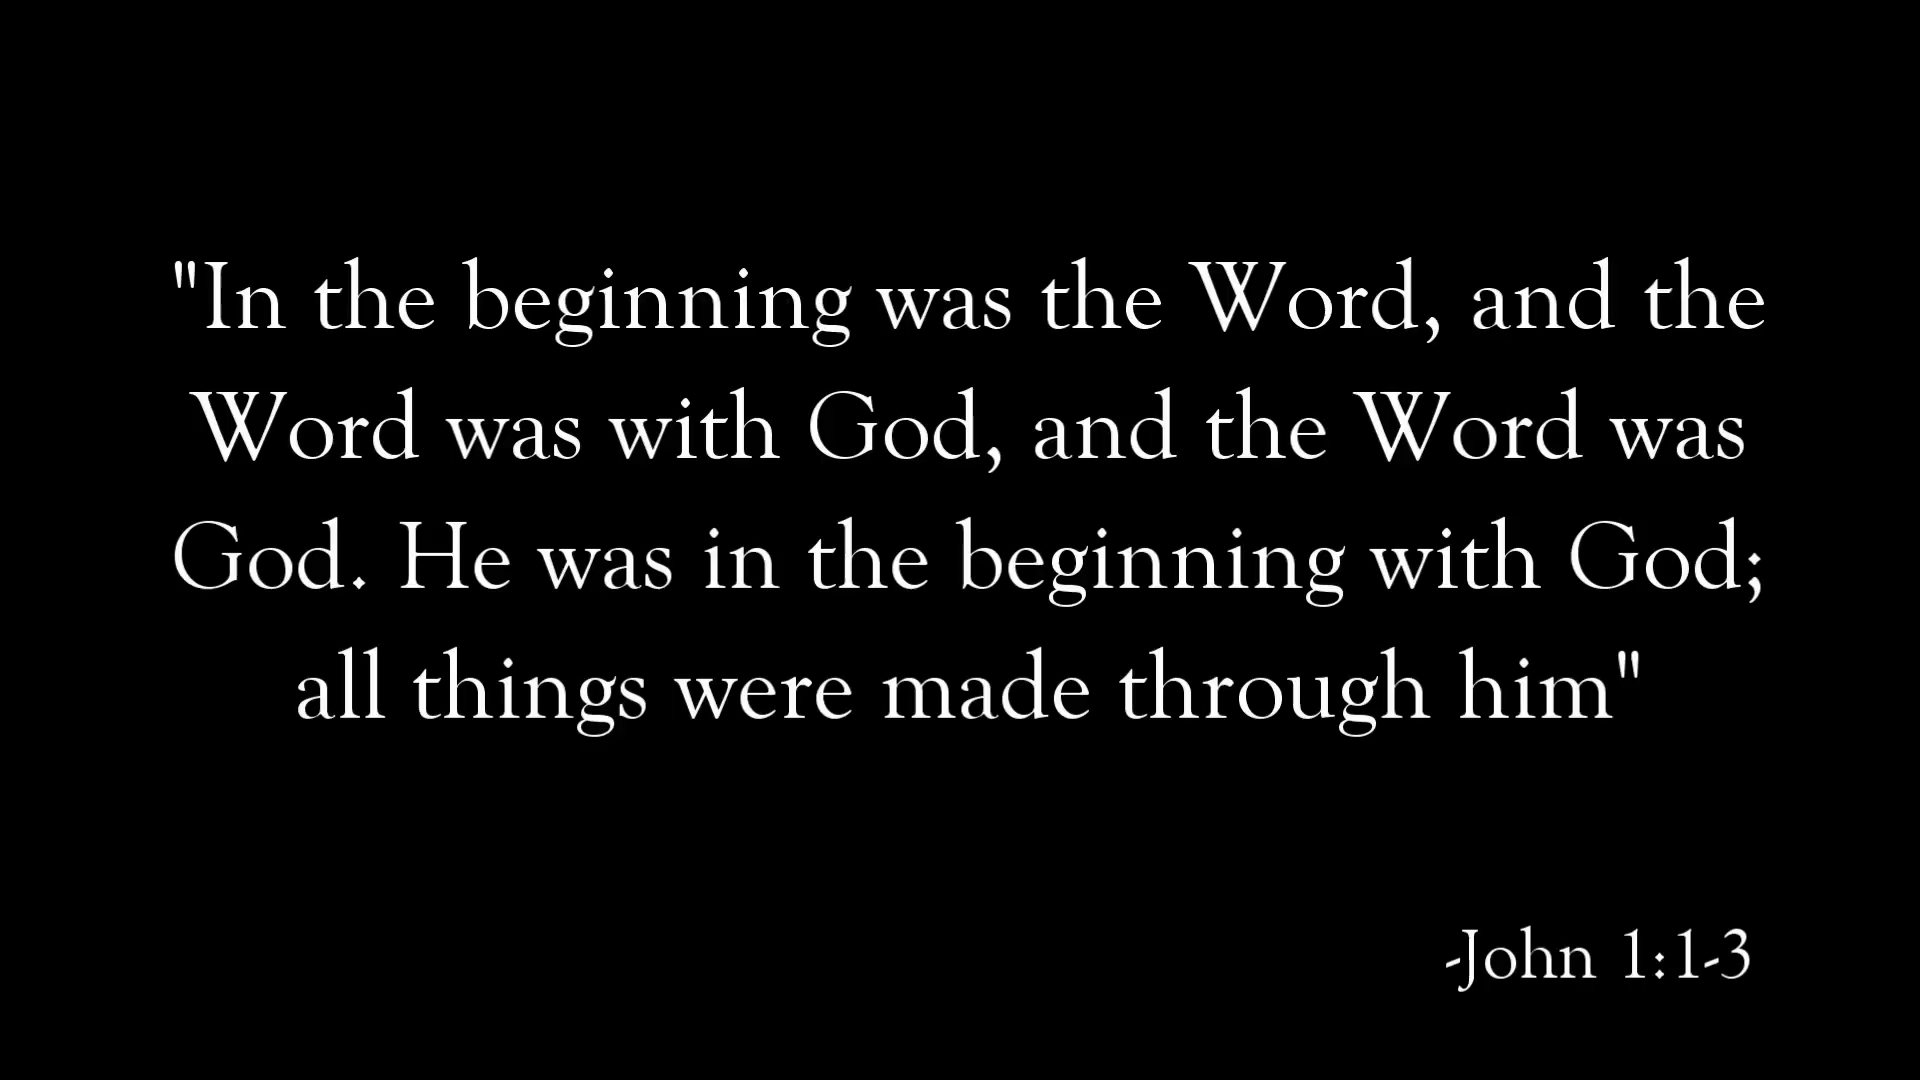 "In the beginning was the Word, and the
Word was with God, and the Word was
God. He was in the beginning with God;
all things were made through him"
-John 1:1-3